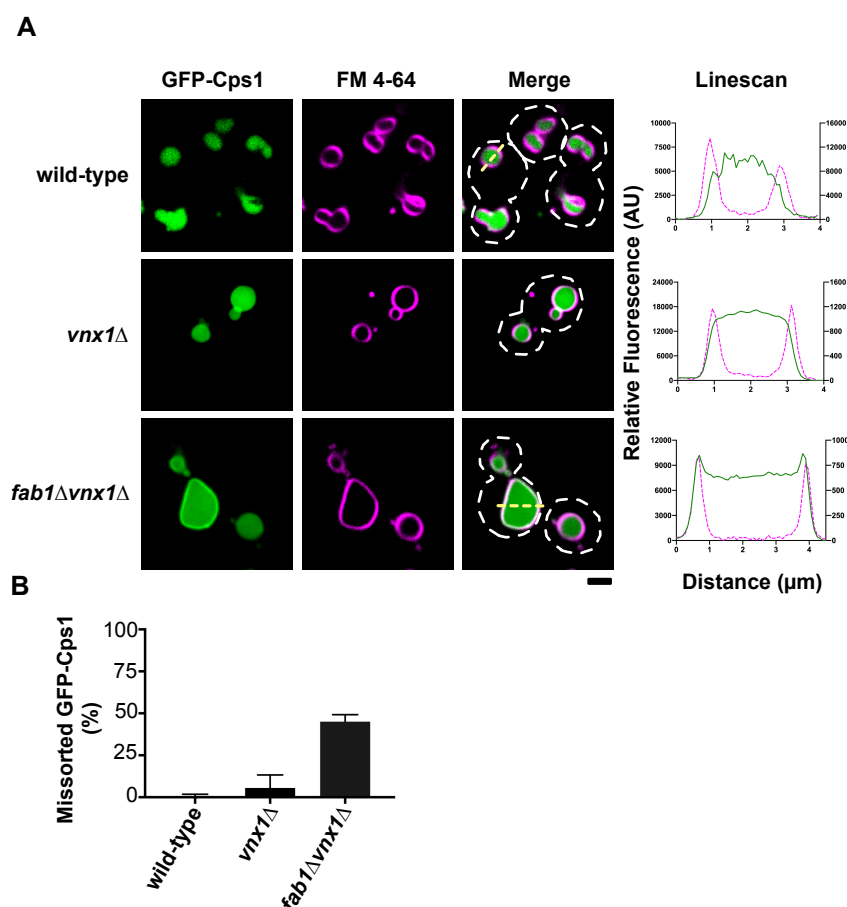 A
GFP-Cps1 FM 4-64 Merge Linescan
wild-type
vnx1Δ
fab1Δvnx1Δ
Relative Fluorescence (AU)
10000
7500
5000
2500
0
16000
12000
8000
4000
0
0 1 2 3 4
24000
18000
12000
6000
0
1600
1200
800
400
0
0 1 2 3 4
12000
9000
6000
3000
0
1000
750
500
250
0
0 1 2 3 4
Distance (µm)
B
Missorted GFP-Cps1
(%)
100
75
50
25
0
wild-type
vnx1Δ
fab1Δvnx1Δ